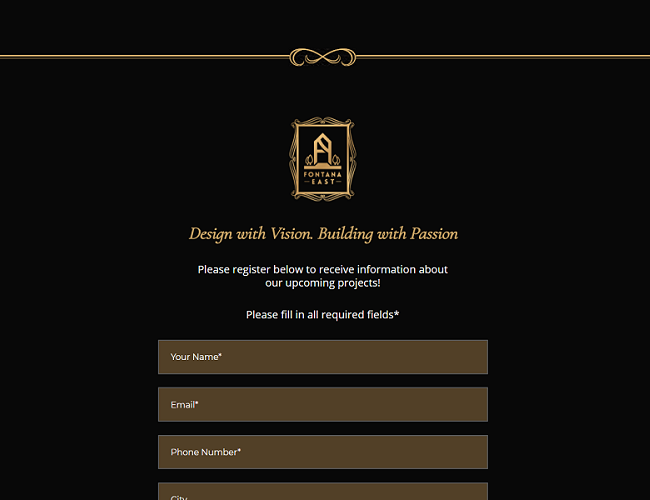 FONTANA
EAST
Design with Vision. Building with Passion
Please register below to receive information about
our upcoming projects!
Please fill in all required fields*
Your Name*
Email*
Phone Number*
City